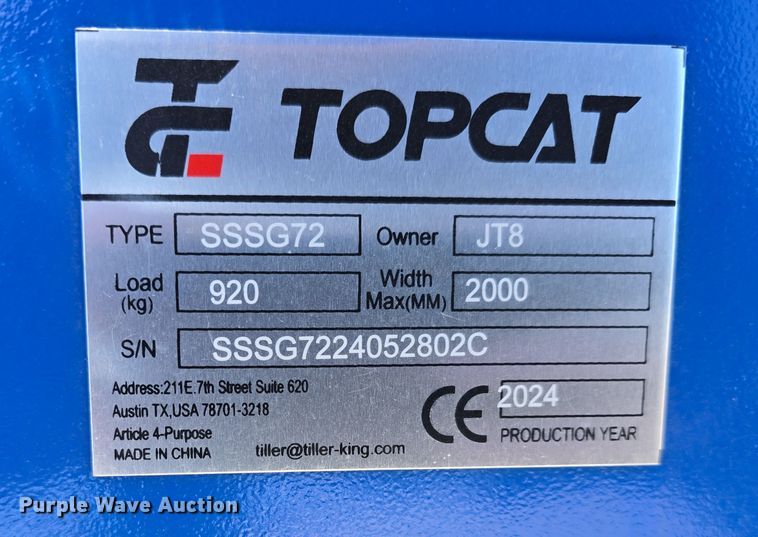 TC TOPCAT
TYPE SSSG72 Owner JT8
Load (kg) 920 Width Max(MM) 2000
S/N SSSG7224052802C
Address:211E.7th Street Suite 620
Austin TX,USA 78701-3218
Article 4-Purpose
MADE IN CHINA tiller@tiller-king.com
CE 2024
PRODUCTION YEAR
Purple Wave Auction